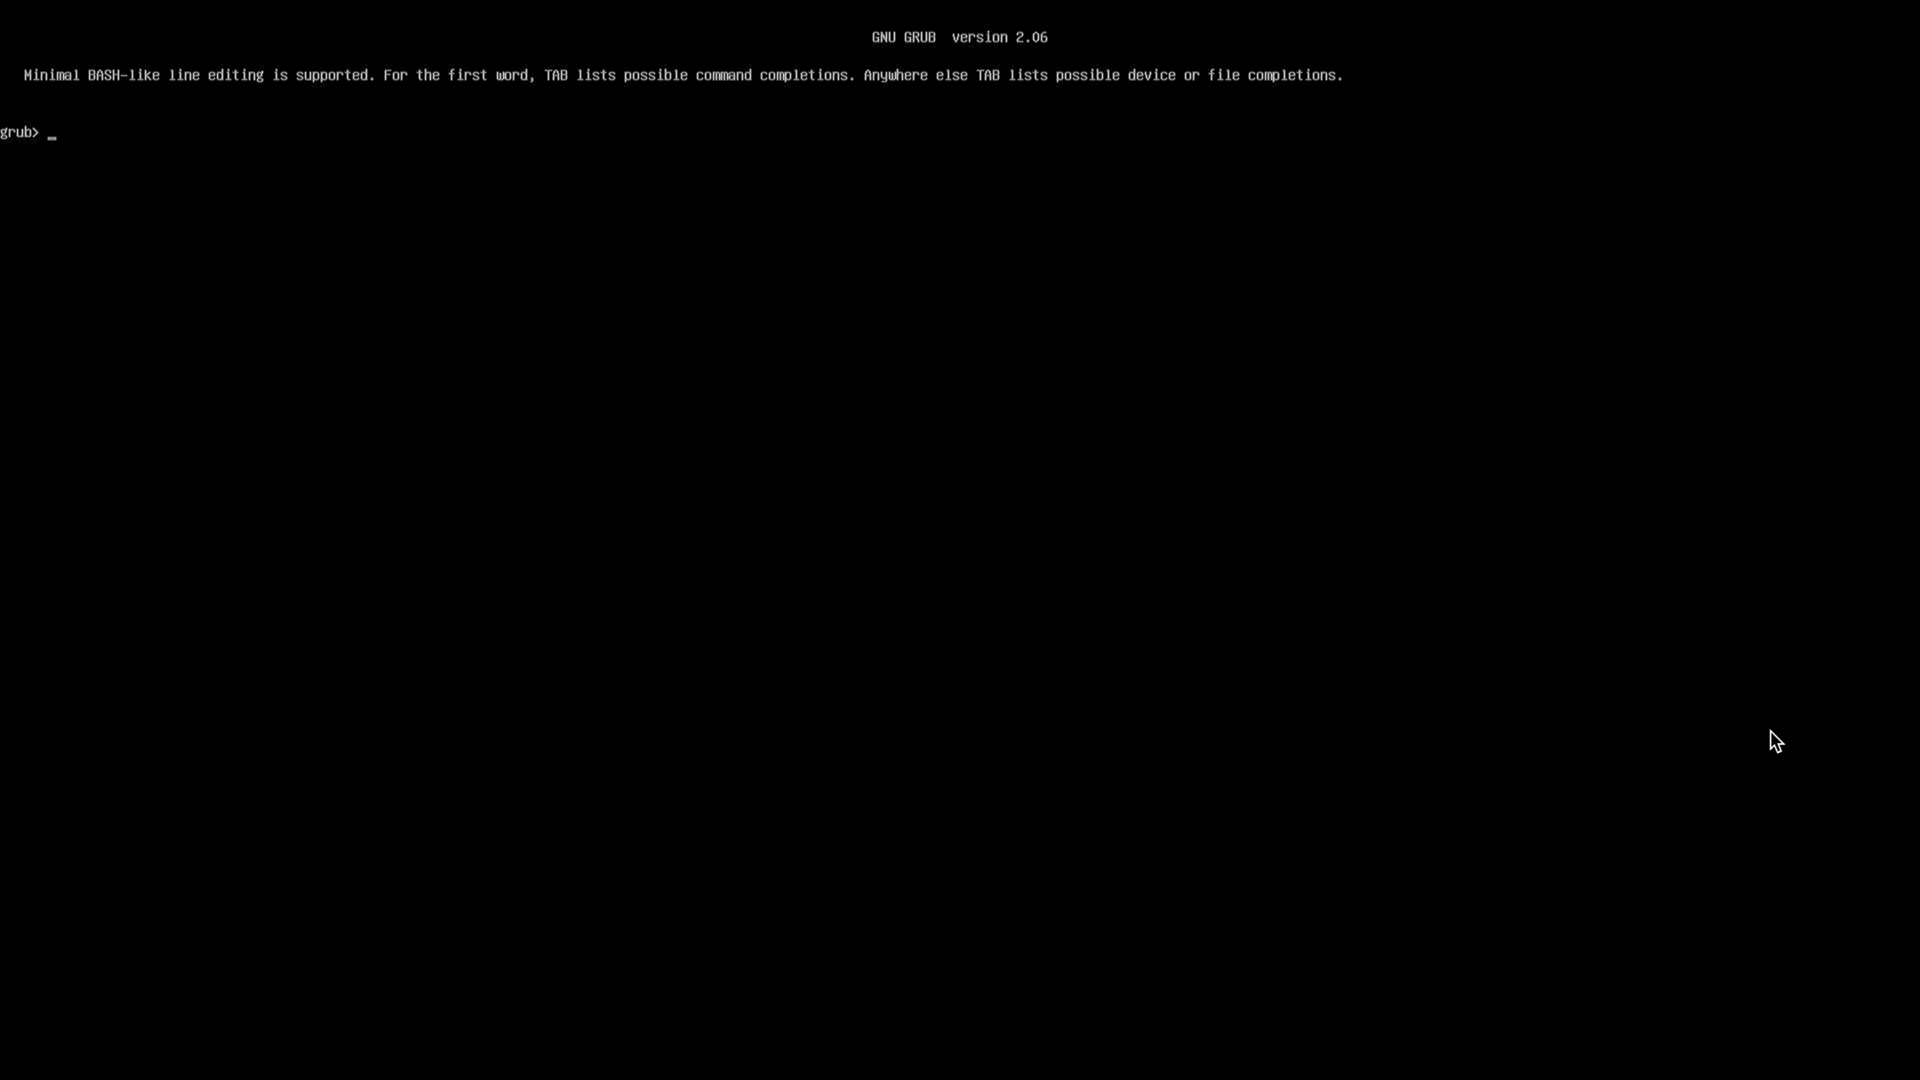 GNU GRUB  version 2.06
Minimal BASH-like line editing is supported. For the first word, TAB lists possible command completions. Anywhere else TAB lists possible device or file completions.
grub> _